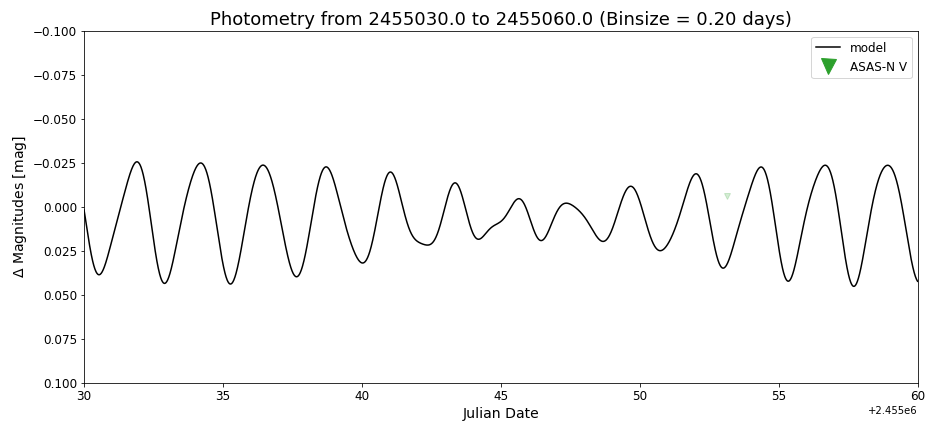 Photometry from 2455030.0 to 2455060.0 (Binsize = 0.20 days)
−0.100
−0.075
−0.050
−0.025
0.000
0.025
0.050
0.075
0.100
Δ Magnitudes [mag]
model
ASAS-N V
30 35 40 45 50 55 60
+2.455e6
Julian Date